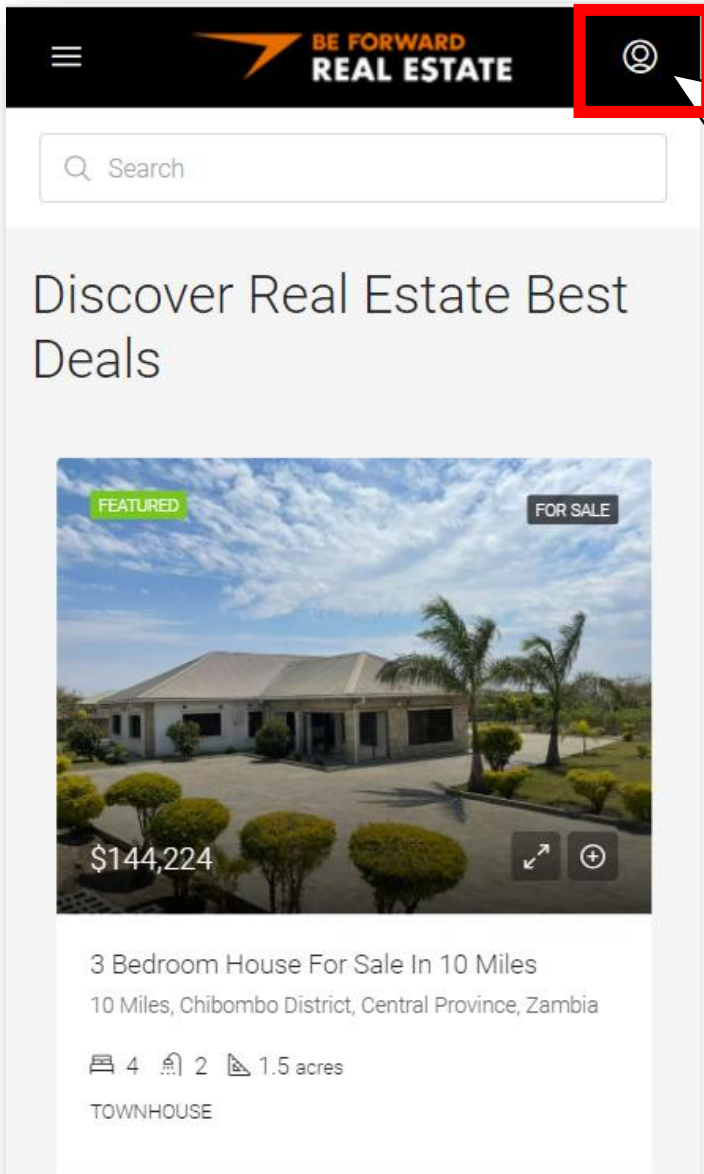 BE FORWARD
REAL ESTATE
Search
Discover Real Estate Best
Deals
FEATURED
FOR SALE
$144,224
3 Bedroom House For Sale In 10 Miles
10 Miles, Chibombo District, Central Province, Zambia
4 2 1.5 acres
TOWNHOUSE